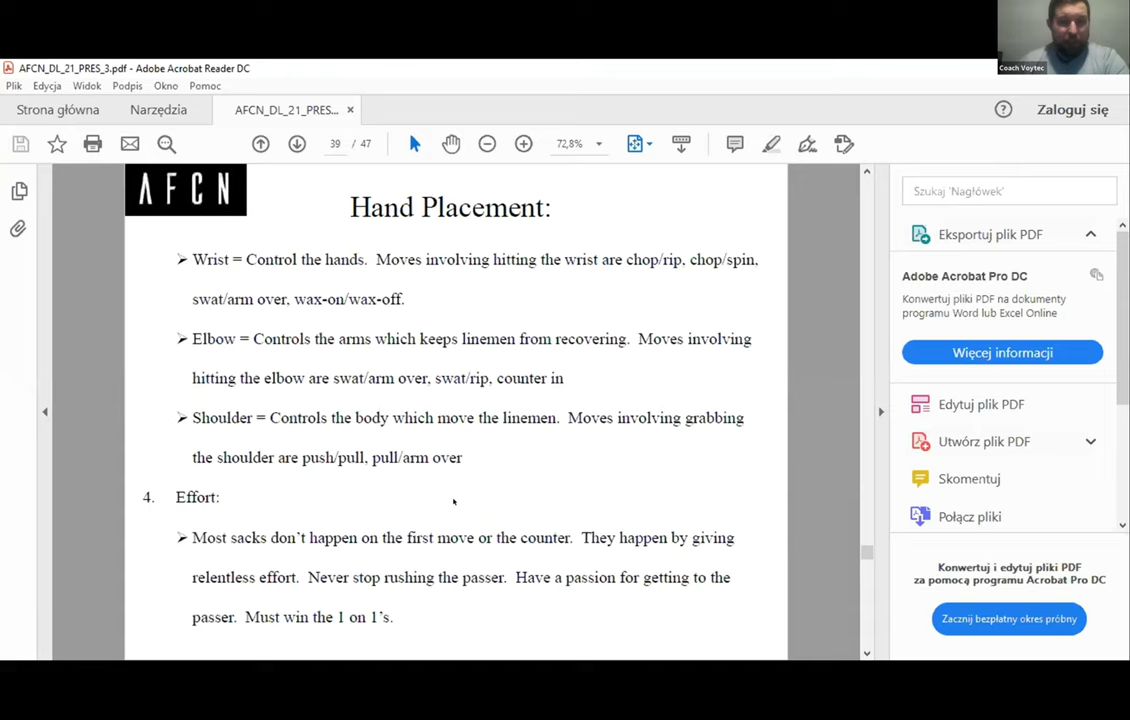 Coach Voytec
AFCN_DL_21_PRES_3.pdf - Adobe Acrobat Reader DC
Plik Edycja Widok Podpis Okno Pomoc
Strona główna Narzędzia AFCN_DL_21_PRES... × Zaloguj się
39 / 47 72,8%
AFCN
Hand Placement:
➢ Wrist = Control the hands. Moves involving hitting the wrist are chop/rip, chop/spin,
swat/arm over, wax-on/wax-off.
➢ Elbow = Controls the arms which keeps linemen from recovering. Moves involving
hitting the elbow are swat/arm over, swat/rip, counter in
➢ Shoulder = Controls the body which move the linemen. Moves involving grabbing
the shoulder are push/pull, pull/arm over
4. Effort:
➢ Most sacks don't happen on the first move or the counter. They happen by giving
relentless effort. Never stop rushing the passer. Have a passion for getting to the
passer. Must win the 1 on 1's.
Szukaj 'Nagłówek'
Eksportuj plik PDF
Adobe Acrobat Pro DC
Konwertuj pliki PDF na dokumenty
programu Word lub Excel Online
Więcej informacji
Edytuj plik PDF
Utwórz plik PDF
Skomentuj
Połącz pliki
Konwertuj i edytuj pliki PDF
za pomocą programu Acrobat Pro DC
Zacznij bezpłatny okres próbny